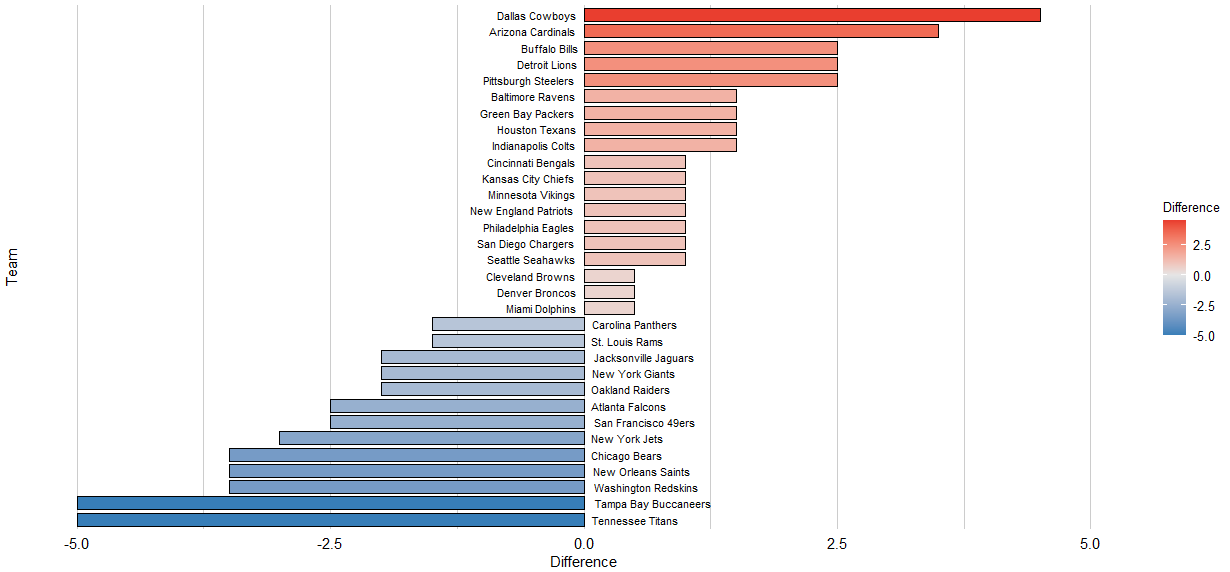 Dallas Cowboys
Arizona Cardinals
Buffalo Bills
Detroit Lions
Pittsburgh Steelers
Baltimore Ravens
Green Bay Packers
Houston Texans
Indianapolis Colts
Cincinnati Bengals
Kansas City Chiefs
Minnesota Vikings
New England Patriots
Philadelphia Eagles
San Diego Chargers
Seattle Seahawks
Cleveland Browns
Denver Broncos
Miami Dolphins
Carolina Panthers
St. Louis Rams
Jacksonville Jaguars
New York Giants
Oakland Raiders
Atlanta Falcons
San Francisco 49ers
New York Jets
Chicago Bears
New Orleans Saints
Washington Redskins
Tampa Bay Buccaneers
Tennessee Titans
-5.0 -2.5 0.0 2.5 5.0
Difference
Team
Difference
2.5
0.0
-2.5
-5.0